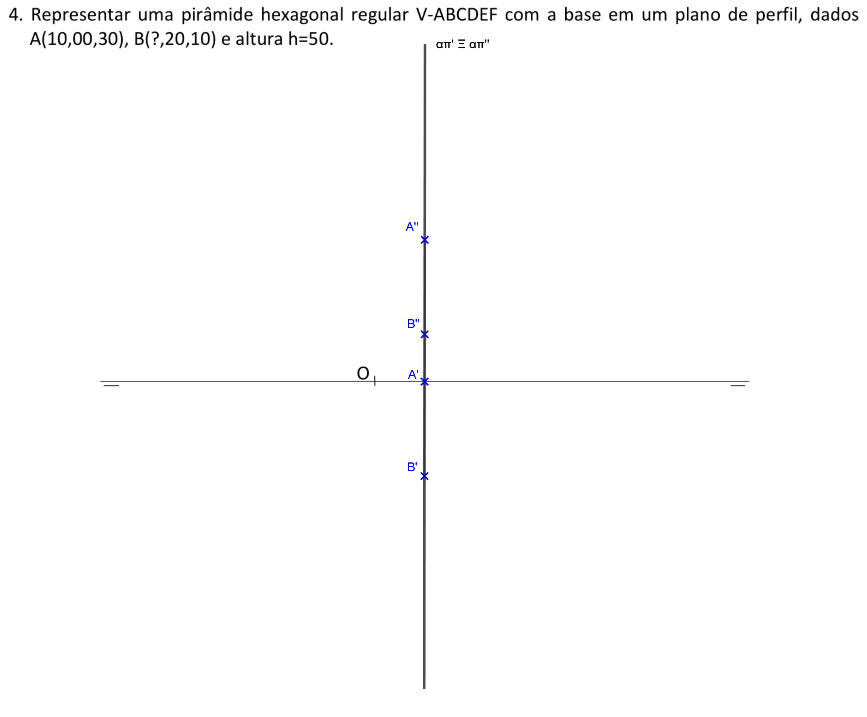 4. Representar uma pirâmide hexagonal regular V-ABCDEF com a base em um plano de perfil, dados
A(10,00,30), B(?,20,10) e altura h=50.
απ' Ξ απ"
A"
B"
O
A'
B'